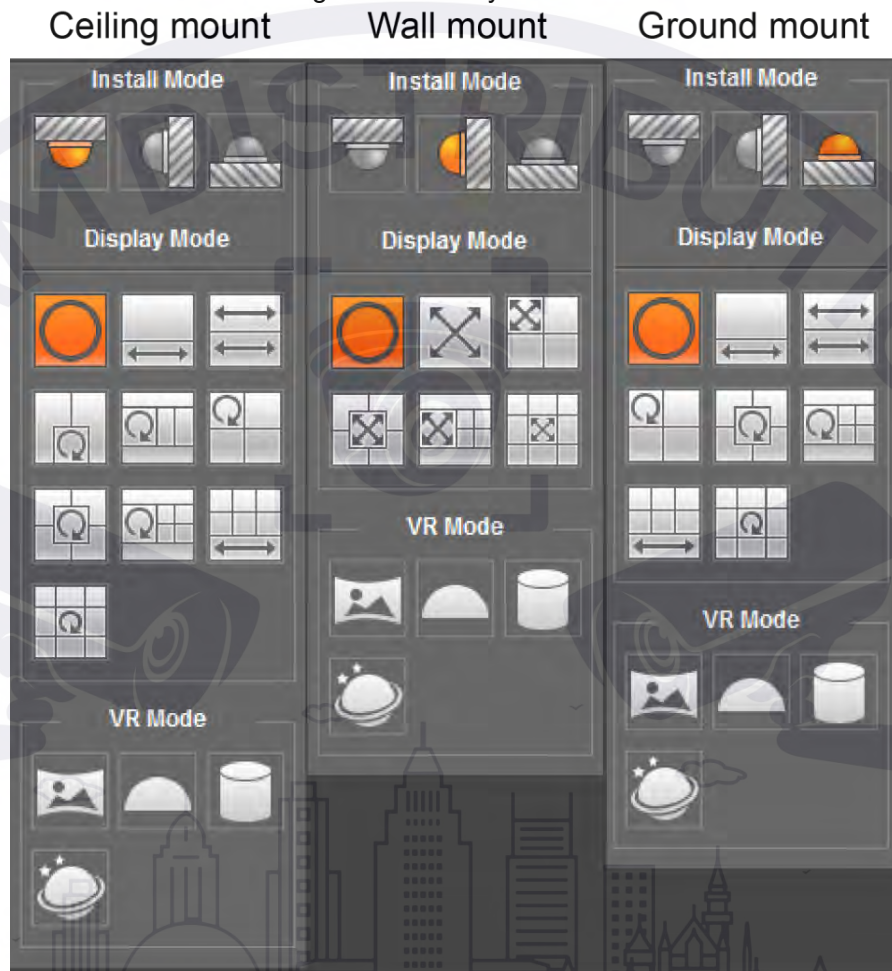 Ceiling mount Wall mount Ground mount
Install Mode Install Mode Install Mode
Display Mode Display Mode Display Mode
VR Mode
VR Mode
VR Mode